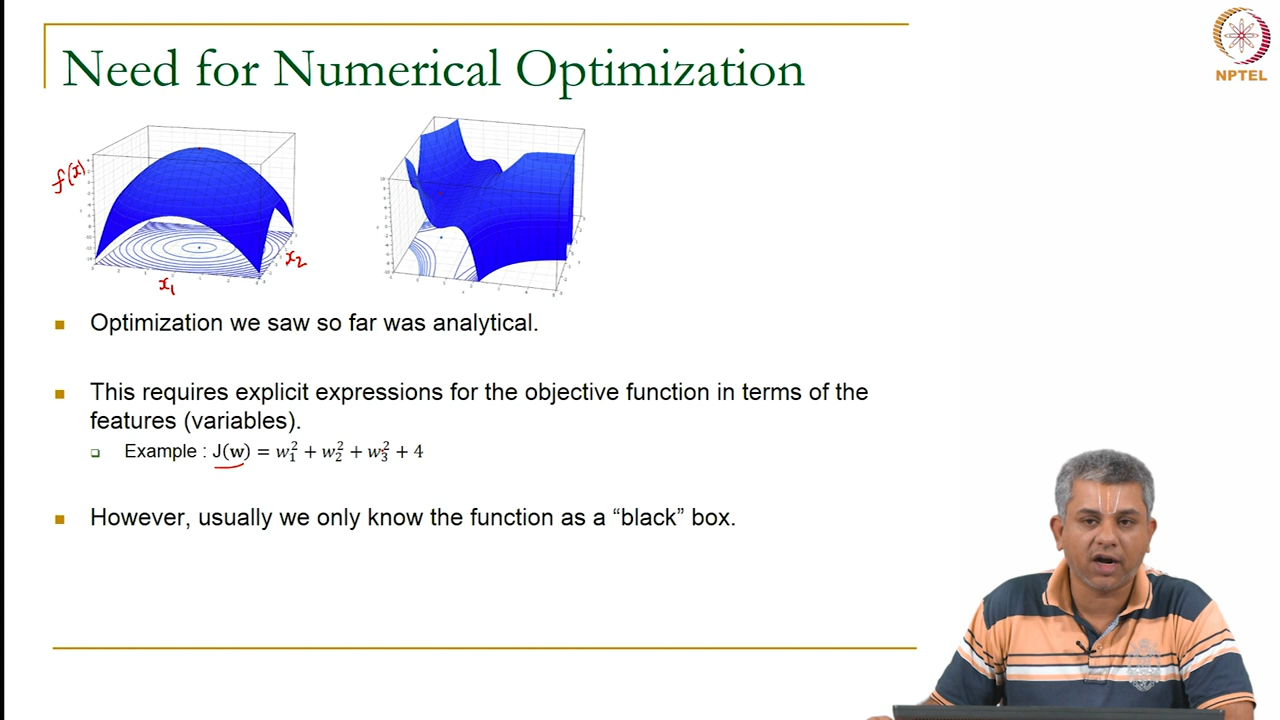 Need for Numerical Optimization
NPTEL
f(x)
x₁
x₂
Optimization we saw so far was analytical.
This requires explicit expressions for the objective function in terms of the
features (variables).
Example : J(w) = w₁² + w₂² + w₃² + 4
However, usually we only know the function as a “black” box.